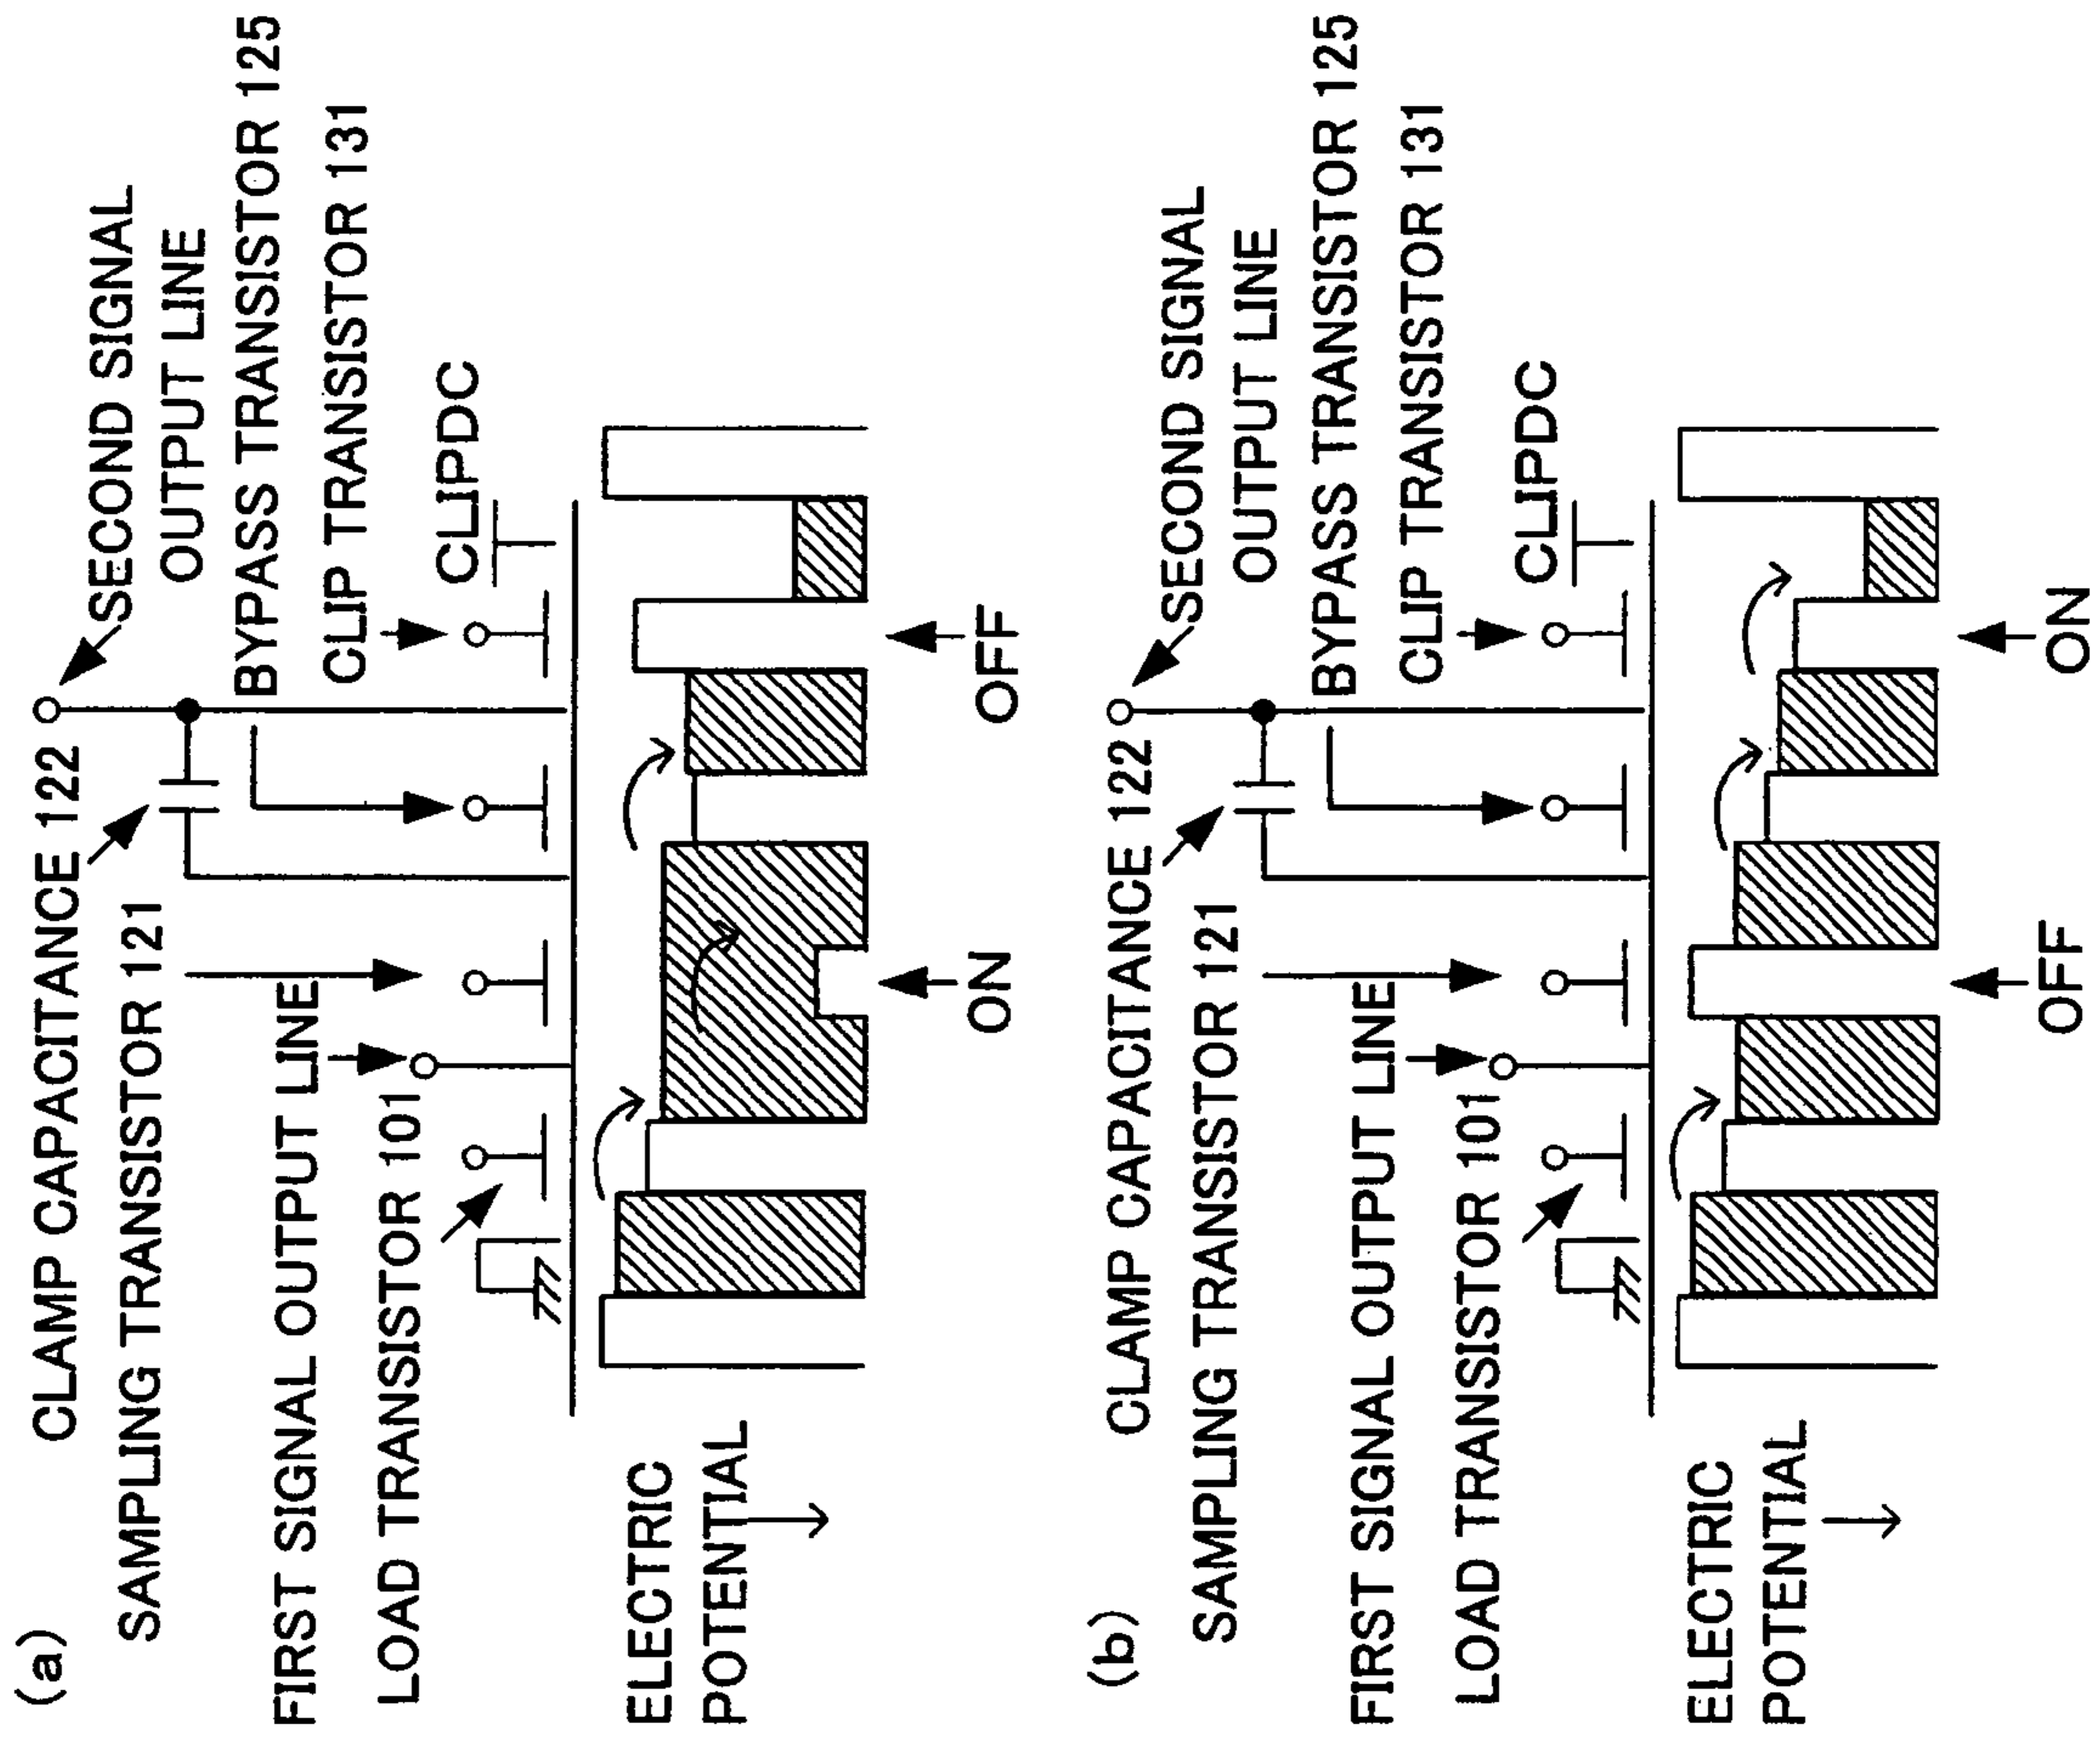 (a)
CLAMP CAPACITANCE 122
SECOND SIGNAL
OUTPUT LINE
SAMPLING TRANSISTOR 121
BYPASS TRANSISTOR 125
FIRST SIGNAL OUTPUT LINE
CLIP TRANSISTOR 131
LOAD TRANSISTOR 101
CLIPDC
ELECTRIC
POTENTIAL
ON
OFF
(b)
CLAMP CAPACITANCE 122
SECOND SIGNAL
OUTPUT LINE
SAMPLING TRANSISTOR 121
BYPASS TRANSISTOR 125
FIRST SIGNAL OUTPUT LINE
CLIP TRANSISTOR 131
LOAD TRANSISTOR 101
CLIPDC
ELECTRIC
POTENTIAL
OFF
ON